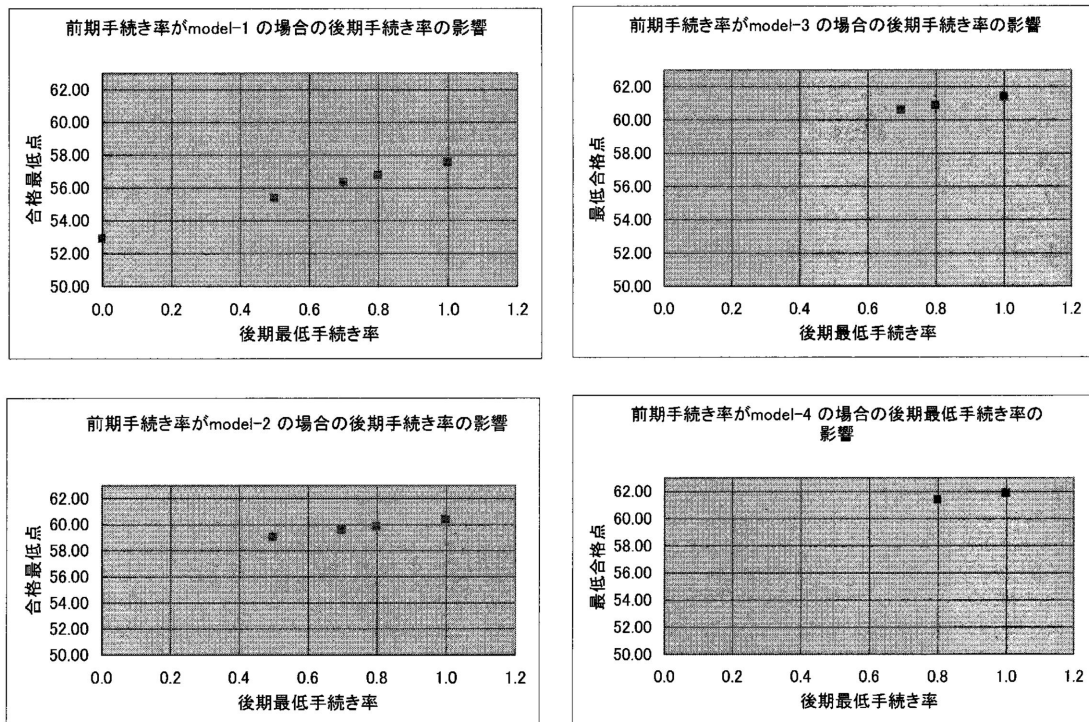 前期手続き率がmodel-1 の場合の後期手続き率の影響
合格最低点
62.00
60.00
58.00
56.00
54.00
52.00
50.00
0.0 0.2 0.4 0.6 0.8 1.0 1.2
後期最低手続き率
前期手続き率がmodel-3 の場合の後期手続き率の影響
最低合格点
62.00
60.00
58.00
56.00
54.00
52.00
50.00
0.0 0.2 0.4 0.6 0.8 1.0 1.2
後期最低手続き率
前期手続き率がmodel-2 の場合の後期手続き率の影響
合格最低点
62.00
60.00
58.00
56.00
54.00
52.00
50.00
0.0 0.2 0.4 0.6 0.8 1.0 1.2
後期最低手続き率
前期手続き率がmodel-4 の場合の後期最低手続き率の
影響
最低合格点
62.00
60.00
58.00
56.00
54.00
52.00
50.00
0.0 0.2 0.4 0.6 0.8 1.0 1.2
後期最低手続き率